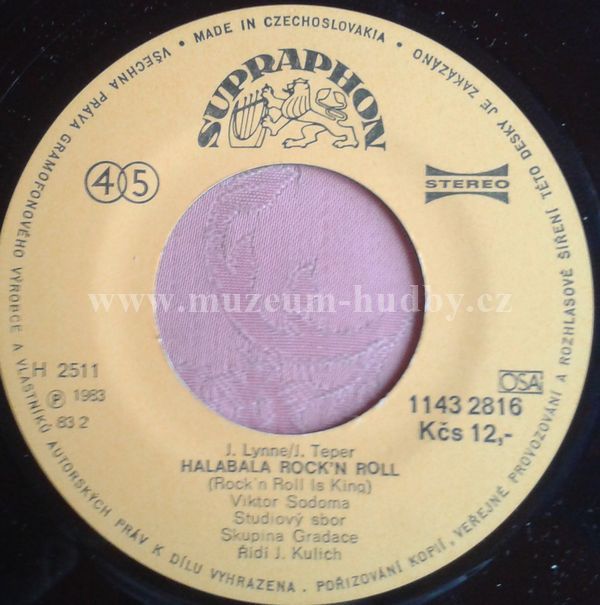 VŠECHNA PRÁVA GRAMOFONOVÉHO VÝROBCE A VLASTNÍKŮ AUTORSKÝCH PRÁV K DÍLU VYHRAZENA. POŘIZOVÁNÍ KOPIÍ, VEŘEJNÉ PROVOZOVÁNÍ A ROZHLASOVÉ ŠÍŘENÍ TÉTO DESKY JE ZAKÁZÁNO • MADE IN CZECHOSLOVAKIA •
SUPRAPHON
45
STEREO
www.muzeum-hudby.cz
H 2511
Ⓟ 1983
83 2
OSA
1143 2816
Kčs 12,-
J. Lynne/J. Teper
HALABALA ROCK'N ROLL
(Rock'n Roll Is King)
Viktor Sodoma
Studiový sbor
Skupina Gradace
Řídí J. Kulich